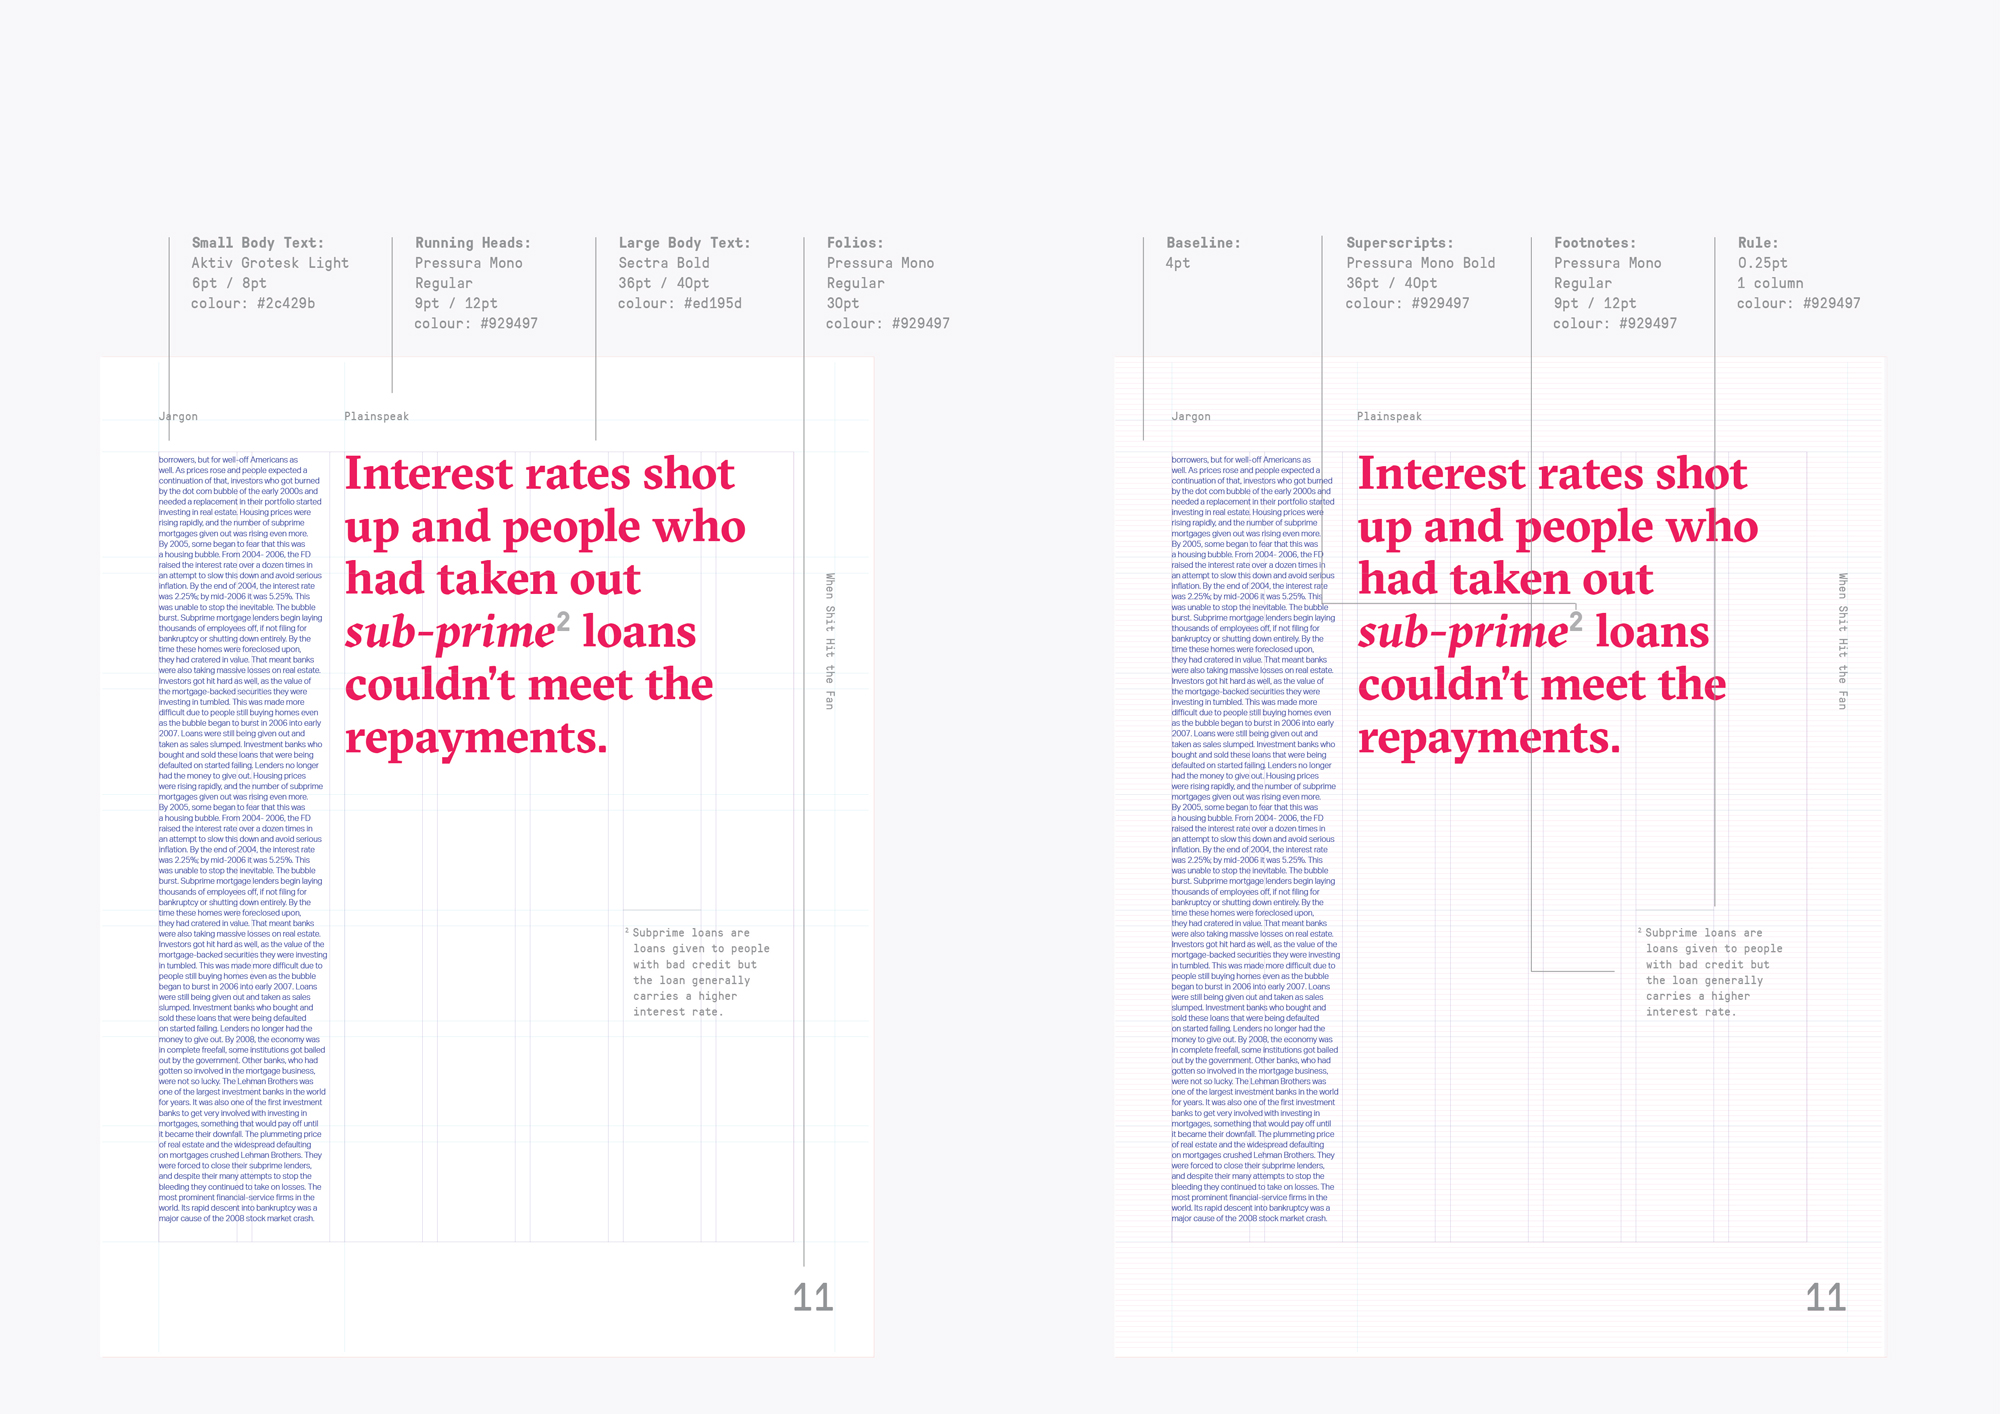 Small Body Text:
Aktiv Grotesk Light
6pt / 8pt
colour: #2c429b
Running Heads:
Pressura Mono
Regular
9pt / 12pt
colour: #929497
Large Body Text:
Sectra Bold
36pt / 40pt
colour: #ed195d
Folios:
Pressura Mono
Regular
30pt
colour: #929497
Jargon
Plainspeak
borrowers, but for well-off Americans as
well. As prices rose and people expected a
continuation of that, investors who got burned
by the dot com bubble of the early 2000s and
needed a replacement in their portfolio started
investing in real estate. Housing prices were
rising rapidly, and the number of subprime
mortgages given out was rising even more.
By 2005, some began to fear that this was
a housing bubble. From 2004- 2006, the FD
raised the interest rate over a dozen times in
an attempt to slow this down and avoid serious
inflation. By the end of 2004, the interest rate
was 2.25%; by mid-2006 it was 5.25%. This
was unable to stop the inevitable. The bubble
burst. Subprime mortgage lenders begin laying
thousands of employees off, if not filing for
bankruptcy or shutting down entirely. By the
time these homes were foreclosed upon,
they had cratered in value. That meant banks
were also taking massive losses on real estate.
Investors got hit hard as well, as the value of
the mortgage-backed securities they were
investing in tumbled. This was made more
difficult due to people still buying homes even
as the bubble began to burst in 2006 into early
2007. Loans were still being given out and
taken as sales slumped. Investment banks who
bought and sold these loans that were being
defaulted on started failing. Lenders no longer
had the money to give out. Housing prices
were rising rapidly, and the number of subprime
mortgages given out was rising even more.
By 2005, some began to fear that this was
a housing bubble. From 2004- 2006, the FD
raised the interest rate over a dozen times in
an attempt to slow this down and avoid serious
inflation. By the end of 2004, the interest rate
was 2.25%; by mid-2006 it was 5.25%. This
was unable to stop the inevitable. The bubble
burst. Subprime mortgage lenders begin laying
thousands of employees off, if not filing for
bankruptcy or shutting down entirely. By the
time these homes were foreclosed upon,
they had cratered in value. That meant banks
were also taking massive losses on real estate.
Investors got hit hard as well, as the value of the
mortgage-backed securities they were investing
in tumbled. This was made more difficult due to
people still buying homes even as the bubble
began to burst in 2006 into early 2007. Loans
were still being given out and taken as sales
slumped. Investment banks who bought and
sold these loans that were being defaulted
on started failing. Lenders no longer had the
money to give out. By 2008, the economy was
in complete freefall, some institutions got bailed
out by the government. Other banks, who had
gotten so involved in the mortgage business,
were not so lucky. The Lehman Brothers was
one of the largest investment banks in the world
for years. It was also one of the first investment
banks to get very involved with investing in
mortgages, something that would pay off until
it became their downfall. The plummeting price
of real estate and the widespread defaulting
on mortgages crushed Lehman Brothers. They
were forced to close their subprime lenders,
and despite their many attempts to stop the
bleeding they continued to take on losses. The
most prominent financial-service firms in the
world. Its rapid descent into bankruptcy was a
major cause of the 2008 stock market crash.
Interest rates shot
up and people who
had taken out
sub-prime² loans
couldn’t meet the
repayments.
When Shit Hit the Fan
² Subprime loans are
loans given to people
with bad credit but
the loan generally
carries a higher
interest rate.
11
Baseline:
4pt
Superscripts:
Pressura Mono Bold
36pt / 40pt
colour: #929497
Footnotes:
Pressura Mono
Regular
9pt / 12pt
colour: #929497
Rule:
0.25pt
1 column
colour: #929497
Jargon
Plainspeak
borrowers, but for well-off Americans as
well. As prices rose and people expected a
continuation of that, investors who got burned
by the dot com bubble of the early 2000s and
needed a replacement in their portfolio started
investing in real estate. Housing prices were
rising rapidly, and the number of subprime
mortgages given out was rising even more.
By 2005, some began to fear that this was
a housing bubble. From 2004- 2006, the FD
raised the interest rate over a dozen times in
an attempt to slow this down and avoid serious
inflation. By the end of 2004, the interest rate
was 2.25%; by mid-2006 it was 5.25%. This
was unable to stop the inevitable. The bubble
burst. Subprime mortgage lenders begin laying
thousands of employees off, if not filing for
bankruptcy or shutting down entirely. By the
time these homes were foreclosed upon,
they had cratered in value. That meant banks
were also taking massive losses on real estate.
Investors got hit hard as well, as the value of
the mortgage-backed securities they were
investing in tumbled. This was made more
difficult due to people still buying homes even
as the bubble began to burst in 2006 into early
2007. Loans were still being given out and
taken as sales slumped. Investment banks who
bought and sold these loans that were being
defaulted on started failing. Lenders no longer
had the money to give out. Housing prices
were rising rapidly, and the number of subprime
mortgages given out was rising even more.
By 2005, some began to fear that this was
a housing bubble. From 2004- 2006, the FD
raised the interest rate over a dozen times in
an attempt to slow this down and avoid serious
inflation. By the end of 2004, the interest rate
was 2.25%; by mid-2006 it was 5.25%. This
was unable to stop the inevitable. The bubble
burst. Subprime mortgage lenders begin laying
thousands of employees off, if not filing for
bankruptcy or shutting down entirely. By the
time these homes were foreclosed upon,
they had cratered in value. That meant banks
were also taking massive losses on real estate.
Investors got hit hard as well, as the value of the
mortgage-backed securities they were investing
in tumbled. This was made more difficult due to
people still buying homes even as the bubble
began to burst in 2006 into early 2007. Loans
were still being given out and taken as sales
slumped. Investment banks who bought and
sold these loans that were being defaulted
on started failing. Lenders no longer had the
money to give out. By 2008, the economy was
in complete freefall, some institutions got bailed
out by the government. Other banks, who had
gotten so involved in the mortgage business,
were not so lucky. The Lehman Brothers was
one of the largest investment banks in the world
for years. It was also one of the first investment
banks to get very involved with investing in
mortgages, something that would pay off until
it became their downfall. The plummeting price
of real estate and the widespread defaulting
on mortgages crushed Lehman Brothers. They
were forced to close their subprime lenders,
and despite their many attempts to stop the
bleeding they continued to take on losses. The
most prominent financial-service firms in the
world. Its rapid descent into bankruptcy was a
major cause of the 2008 stock market crash.
Interest rates shot
up and people who
had taken out
sub-prime² loans
couldn’t meet the
repayments.
When Shit Hit the Fan
² Subprime loans are
loans given to people
with bad credit but
the loan generally
carries a higher
interest rate.
11